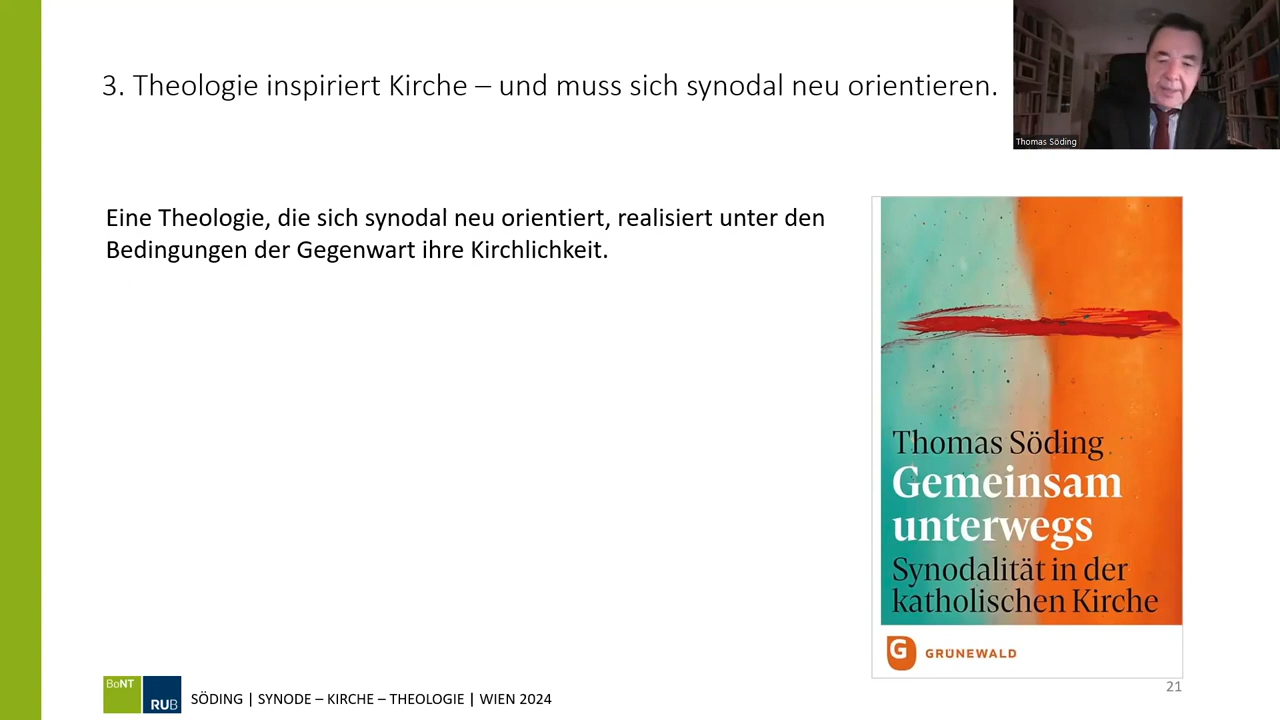 3. Theologie inspiriert Kirche – und muss sich synodal neu orientieren.
Thomas Söding
Eine Theologie, die sich synodal neu orientiert, realisiert unter den
Bedingungen der Gegenwart ihre Kirchlichkeit.
Thomas Söding
Gemeinsam
unterwegs
Synodalität in der
katholischen Kirche
G GRÜNEWALD
21
BoNT
RUB
SÖDING | SYNODE – KIRCHE – THEOLOGIE | WIEN 2024